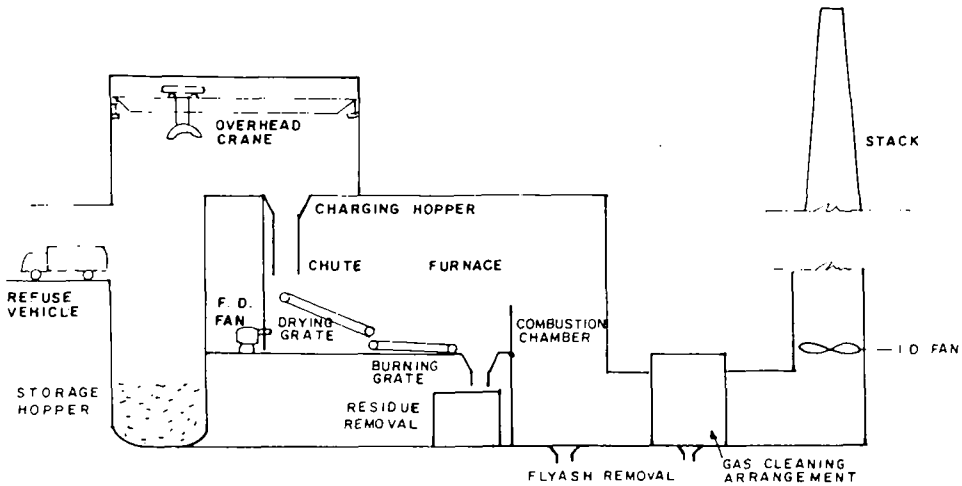 OVERHEAD
CRANE
STACK
CHARGING HOPPER
CHUTE
FURNACE
REFUSE
VEHICLE
F. D.
FAN
DRYING
GRATE
COMBUSTION
CHAMBER
I D FAN
BURNING
GRATE
STORAGE
HOPPER
RESIDUE
REMOVAL
FLYASH REMOVAL
GAS CLEANING
ARRANGEMENT